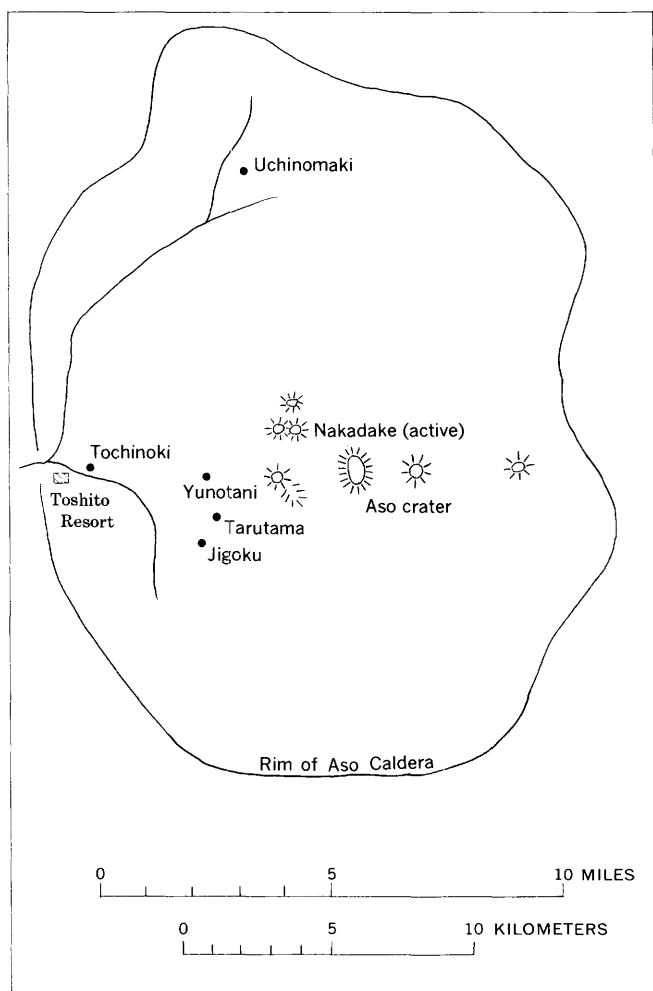 Uchinomaki
Nakadake (active)
Tochinoki
Toshito
Resort
Yunotani
Aso crater
Tarutama
Jigoku
Rim of Aso Caldera
0 5 10 MILES
0 5 10 KILOMETERS